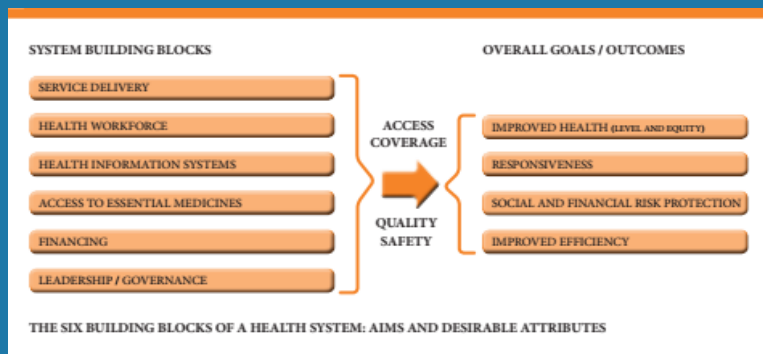 SYSTEM BUILDING BLOCKS
SERVICE DELIVERY
HEALTH WORKFORCE
HEALTH INFORMATION SYSTEMS
ACCESS TO ESSENTIAL MEDICINES
FINANCING
LEADERSHIP / GOVERNANCE
ACCESS
COVERAGE
QUALITY
SAFETY
OVERALL GOALS / OUTCOMES
IMPROVED HEALTH (LEVEL AND EQUITY)
RESPONSIVENESS
SOCIAL AND FINANCIAL RISK PROTECTION
IMPROVED EFFICIENCY
THE SIX BUILDING BLOCKS OF A HEALTH SYSTEM: AIMS AND DESIRABLE ATTRIBUTES